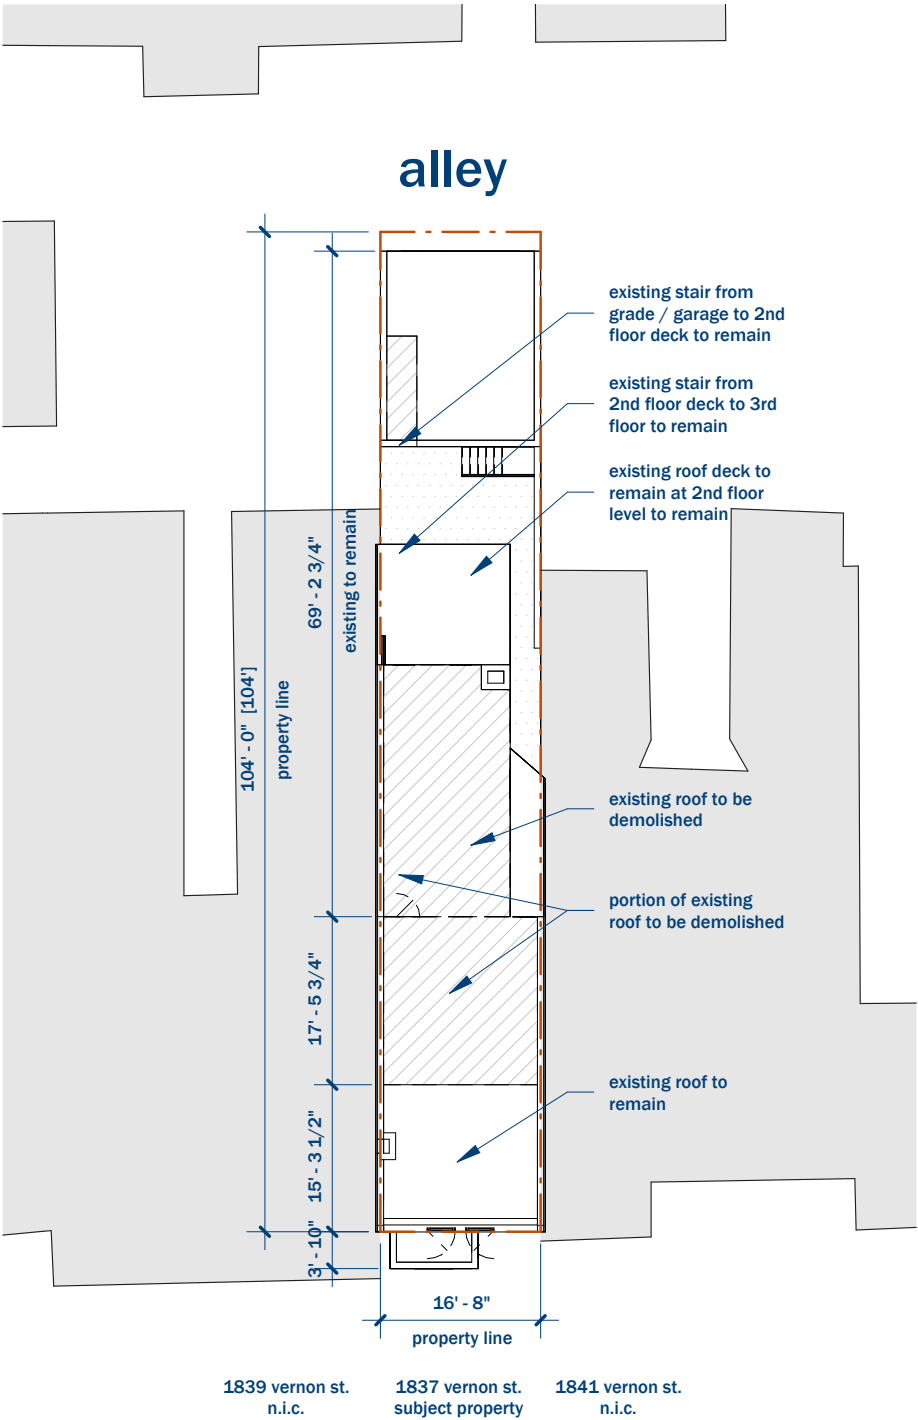 alley
existing stair from
grade / garage to 2nd
floor deck to remain
existing stair from
2nd floor deck to 3rd
floor to remain
existing roof deck to
remain at 2nd floor
level to remain
69' - 2 3/4"
existing to remain
104' - 0" [104']
property line
existing roof to be
demolished
portion of existing
roof to be demolished
17' - 5 3/4"
existing roof to
remain
15' - 3 1/2"
3' - 10"
16' - 8"
property line
1839 vernon st.
n.i.c.
1837 vernon st.
subject property
1841 vernon st.
n.i.c.